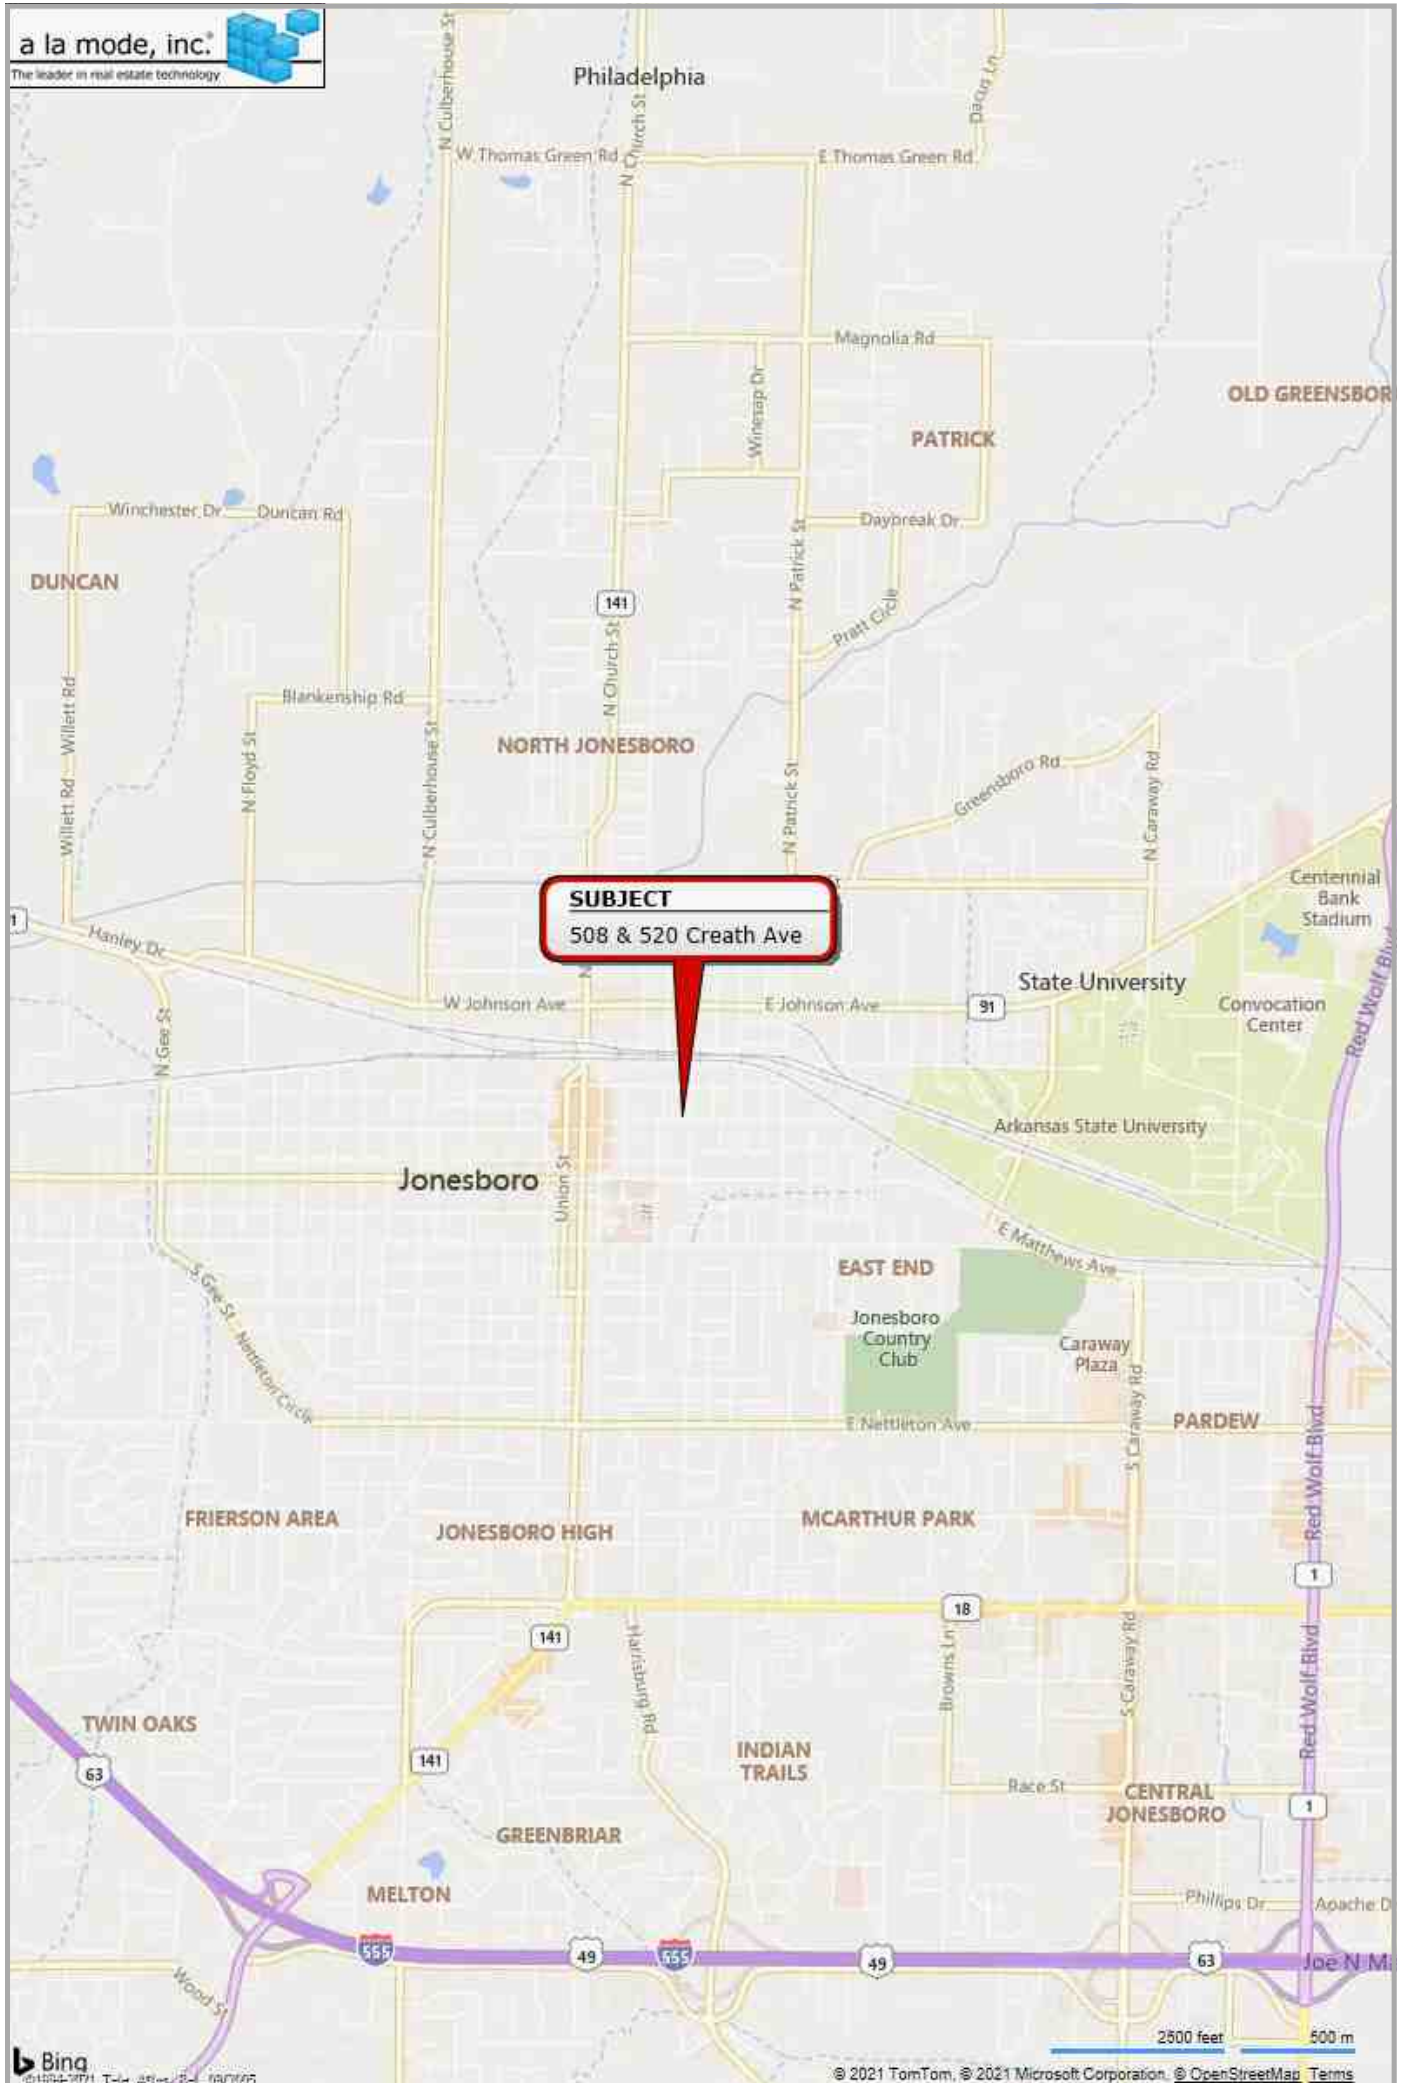 a la mode, inc.
The leader in real estate technology
Philadelphia
N Culberhouse St
N Church St
Dacus Ln
W Thomas Green Rd
E Thomas Green Rd
Magnolia Rd
Winesap Dr
OLD GREENSBOR
PATRICK
Winchester Dr
Duncan Rd
Daybreak Dr
N Patrick St
DUNCAN
141
Pratt Circle
N Church St
Willett Rd
Willett Rd
Blankenship Rd
N Floyd St
N Culberhouse St
NORTH JONESBORO
N Patrick St
Greensboro Rd
N Caraway Rd
Centennial
Bank
Stadium
SUBJECT
508 & 520 Creath Ave
1
Hanley Dr
N
State University
W Johnson Ave
E Johnson Ave
91
Convocation
Center
Red Wolf Blvd
N Gee St
Arkansas State University
Jonesboro
Union St
E Matthews Ave
EAST END
S Gee St
Nettleton Circle
Jonesboro
Country
Club
Caraway
Plaza
S Caraway Rd
E Nettleton Ave
PARDEW
Red Wolf Blvd
FRIERSON AREA
JONESBORO HIGH
MCARTHUR PARK
1
18
141
Harrisburg Rd
Browns Ln
S Caraway Rd
Red Wolf Blvd
TWIN OAKS
63
141
INDIAN
TRAILS
Race St
CENTRAL
JONESBORO
1
GREENBRIAR
MELTON
Phillips Dr
Apache D
555
49
555
49
63
Joe N Ma
Wood St
2500 feet
500 m
Bing
© 2021 TomTom, © 2021 Microsoft Corporation, © OpenStreetMap Terms